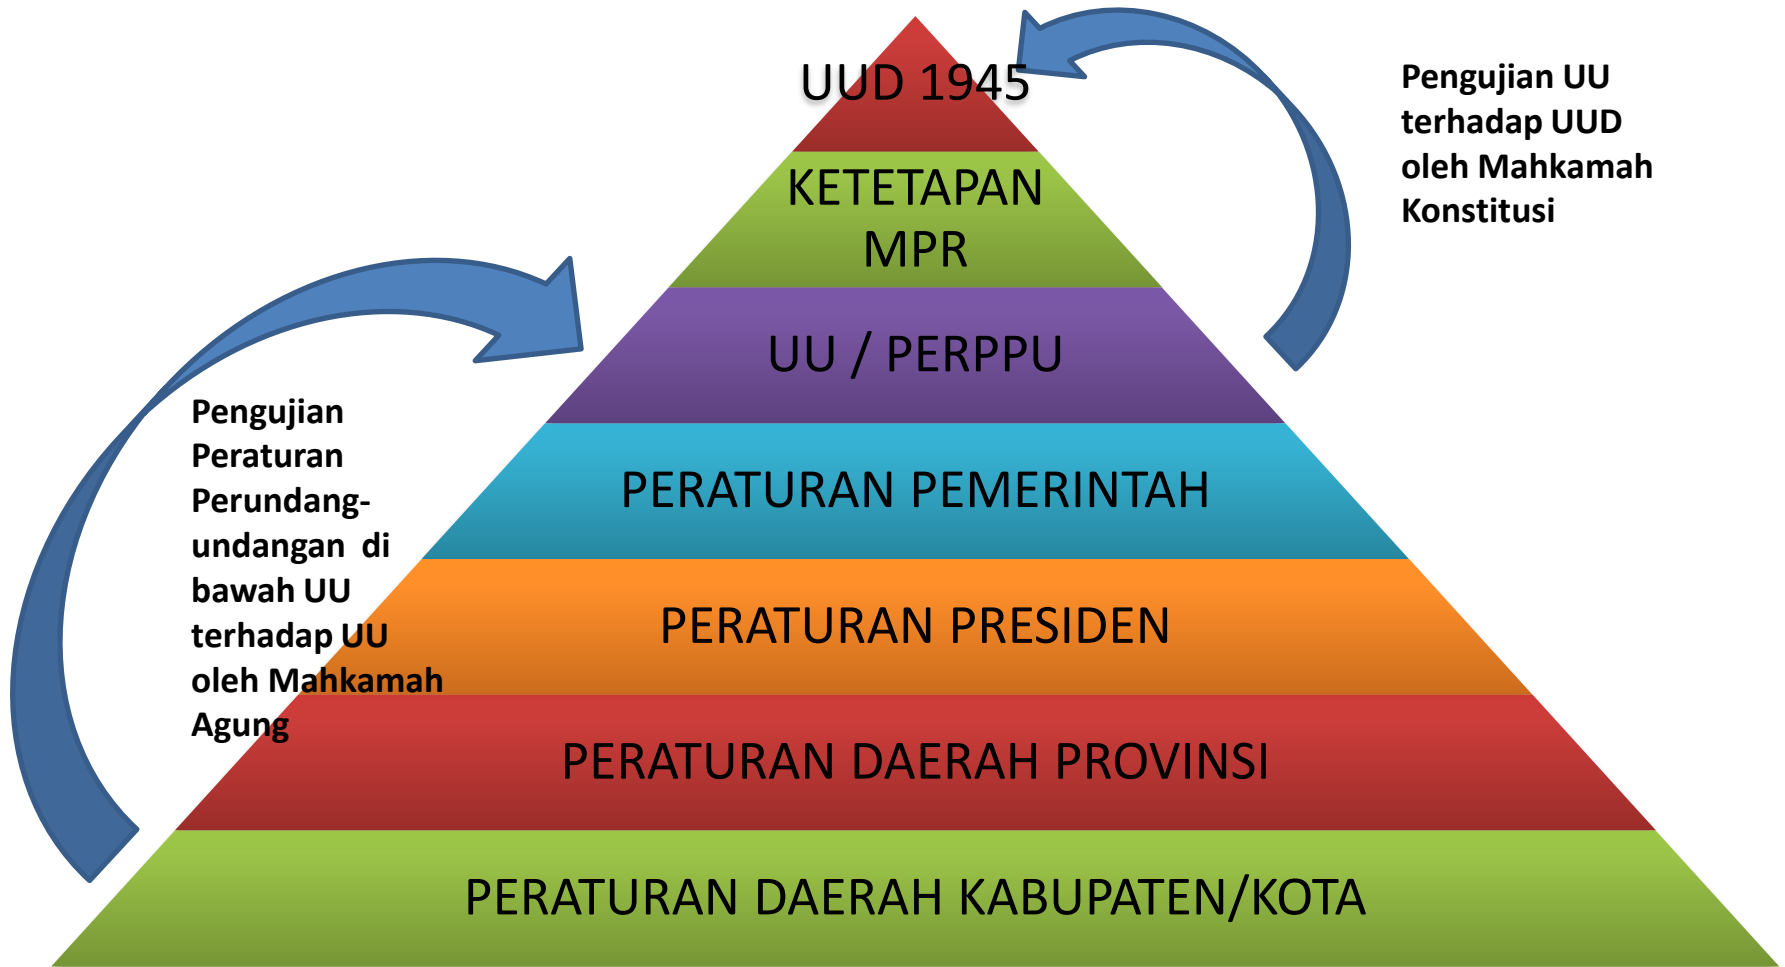 UUD 1945
KETETAPAN
MPR
UU / PERPPU
PERATURAN PEMERINTAH
PERATURAN PRESIDEN
PERATURAN DAERAH PROVINSI
PERATURAN DAERAH KABUPATEN/KOTA
Pengujian UU
terhadap UUD
oleh Mahkamah
Konstitusi
Pengujian
Peraturan
Perundang-
undangan di
bawah UU
terhadap UU
oleh Mahkamah
Agung